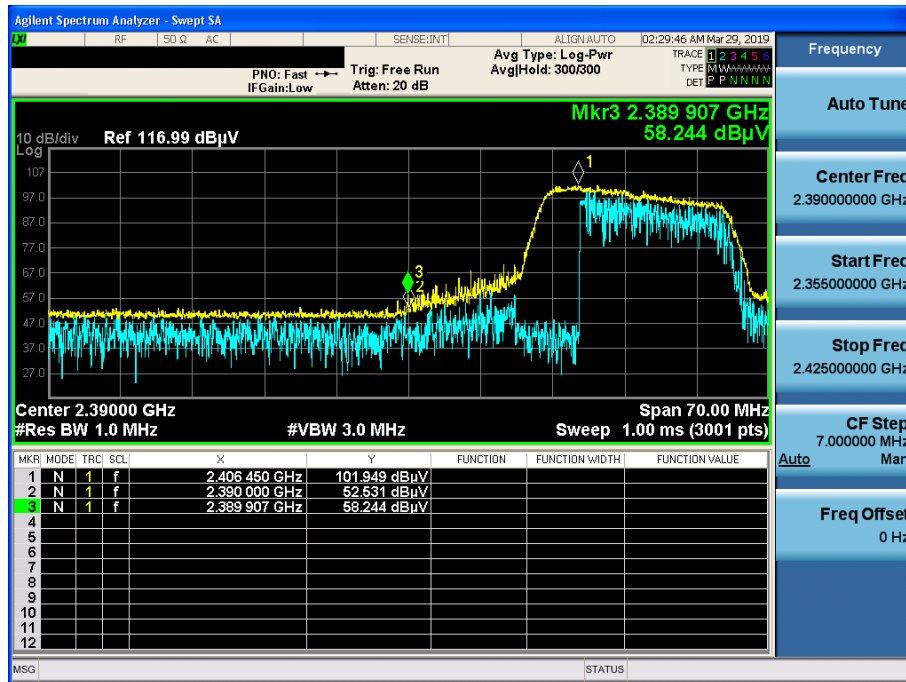 Agilent Spectrum Analyzer - Swept SA
LXI RF 50 Ω AC SENSE:INT ALIGN AUTO 02:29:46 AM Mar 29, 2019
Frequency
Avg Type: Log-Pwr TRACE 1 2 3 4 5 6
PNO: Fast Trig: Free Run Avg|Hold: 300/300 TYPE M W W W W W
IFGain:Low Atten: 20 dB DET P P N N N N
Auto Tune
Mkr3 2.389 907 GHz
10 dB/div Ref 116.99 dBµV 58.244 dBµV
Log
107
97.0
87.0
77.0
67.0
57.0
47.0
37.0
27.0
1
3
2
Center Freq
2.390000000 GHz
Start Freq
2.355000000 GHz
Stop Freq
2.425000000 GHz
Center 2.39000 GHz Span 70.00 MHz
#Res BW 1.0 MHz #VBW 3.0 MHz Sweep 1.00 ms (3001 pts)
CF Step
7.000000 MHz
Auto Man
MKR MODE TRC SCL X Y FUNCTION FUNCTION WIDTH FUNCTION VALUE
1 N 1 f 2.406 450 GHz 101.949 dBµV
2 N 1 f 2.390 000 GHz 52.531 dBµV
3 N 1 f 2.389 907 GHz 58.244 dBµV
4
5
6
7
8
9
10
11
12
Freq Offset
0 Hz
MSG STATUS